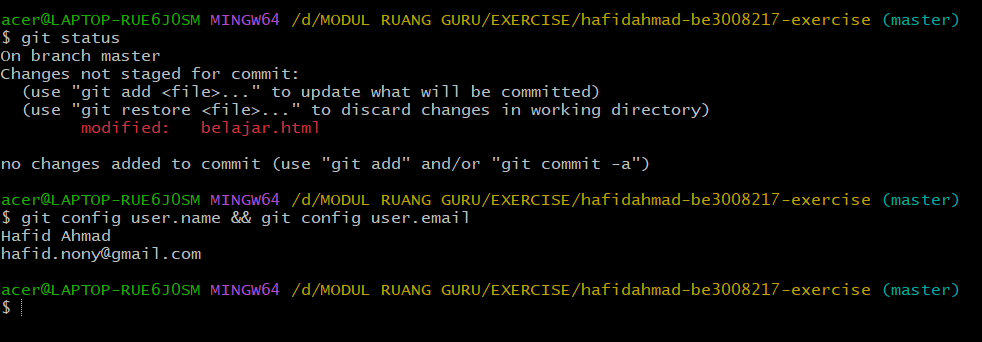 acer@LAPTOP-RUE6J0SM MINGW64 /d/MODUL RUANG GURU/EXERCISE/hafidahmad-be3008217-exercise (master)
$ git status
On branch master
Changes not staged for commit:
  (use "git add <file>..." to update what will be committed)
  (use "git restore <file>..." to discard changes in working directory)
        modified:   belajar.html

no changes added to commit (use "git add" and/or "git commit -a")

acer@LAPTOP-RUE6J0SM MINGW64 /d/MODUL RUANG GURU/EXERCISE/hafidahmad-be3008217-exercise (master)
$ git config user.name && git config user.email
Hafid Ahmad
hafid.nony@gmail.com

acer@LAPTOP-RUE6J0SM MINGW64 /d/MODUL RUANG GURU/EXERCISE/hafidahmad-be3008217-exercise (master)
$